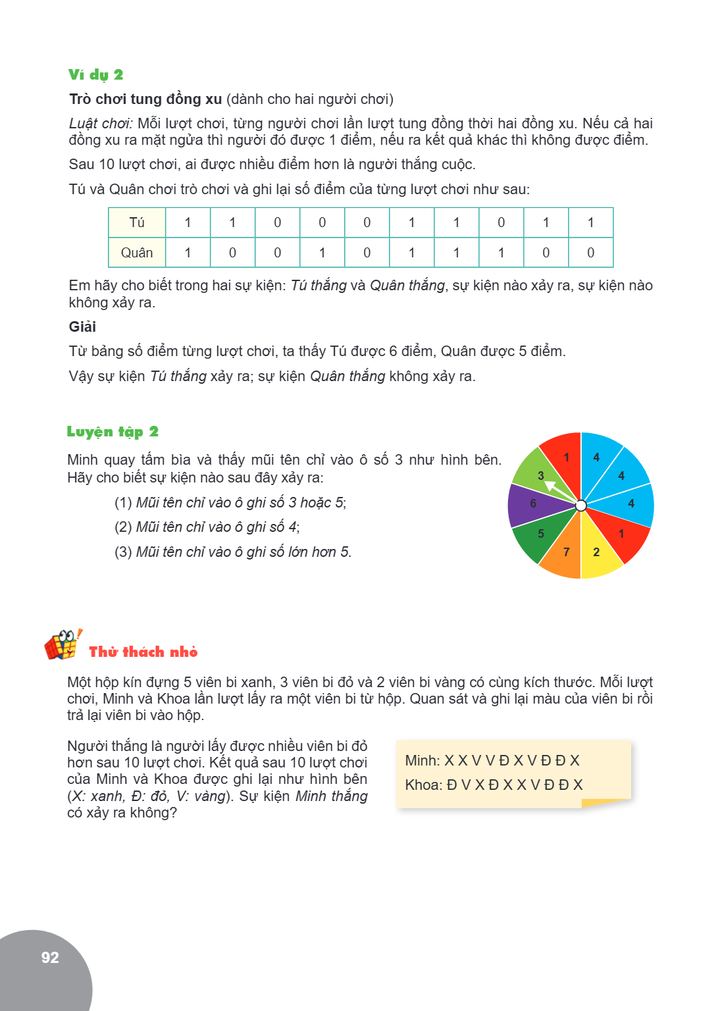 Ví dụ 2
Trò chơi tung đồng xu (dành cho hai người chơi)
Luật chơi: Mỗi lượt chơi, từng người chơi lần lượt tung đồng thời hai đồng xu. Nếu cả hai
đồng xu ra mặt ngửa thì người đó được 1 điểm, nếu ra kết quả khác thì không được điểm.
Sau 10 lượt chơi, ai được nhiều điểm hơn là người thắng cuộc.
Tú và Quân chơi trò chơi và ghi lại số điểm của từng lượt chơi như sau:
Tú 1 1 0 0 0 1 1 0 1 1
Quân 1 0 0 1 0 1 1 1 0 0
Em hãy cho biết trong hai sự kiện: Tú thắng và Quân thắng, sự kiện nào xảy ra, sự kiện nào
không xảy ra.
Giải
Từ bảng số điểm từng lượt chơi, ta thấy Tú được 6 điểm, Quân được 5 điểm.
Vậy sự kiện Tú thắng xảy ra; sự kiện Quân thắng không xảy ra.
Luyện tập 2
Minh quay tấm bìa và thấy mũi tên chỉ vào ô số 3 như hình bên.
Hãy cho biết sự kiện nào sau đây xảy ra:
(1) Mũi tên chỉ vào ô ghi số 3 hoặc 5;
(2) Mũi tên chỉ vào ô ghi số 4;
(3) Mũi tên chỉ vào ô ghi số lớn hơn 5.
1 4
3 4
6 4
5 1
7 2
Thử thách nhỏ
Một hộp kín đựng 5 viên bi xanh, 3 viên bi đỏ và 2 viên bi vàng có cùng kích thước. Mỗi lượt
chơi, Minh và Khoa lần lượt lấy ra một viên bi từ hộp. Quan sát và ghi lại màu của viên bi rồi
trả lại viên bi vào hộp.
Người thắng là người lấy được nhiều viên bi đỏ
hơn sau 10 lượt chơi. Kết quả sau 10 lượt chơi
của Minh và Khoa được ghi lại như hình bên
(X: xanh, Đ: đỏ, V: vàng). Sự kiện Minh thắng
có xảy ra không?
Minh: X X V V Đ X V Đ Đ X
Khoa: Đ V X Đ X X V Đ Đ X
92